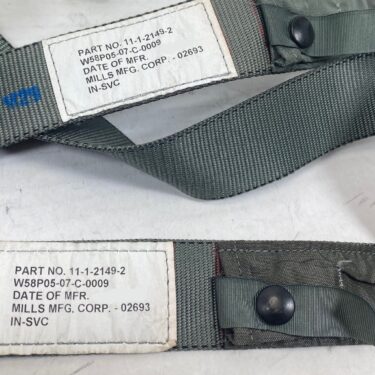 PART NO. 11-1-2149-2
W58P05-07-C-0009
DATE OF MFR.
MILLS MFG. CORP. - 02693
IN-SVC
PART NO. 11-1-2149-2
W58P05-07-C-0009
DATE OF MFR.
MILLS MFG. CORP. - 02693
IN-SVC